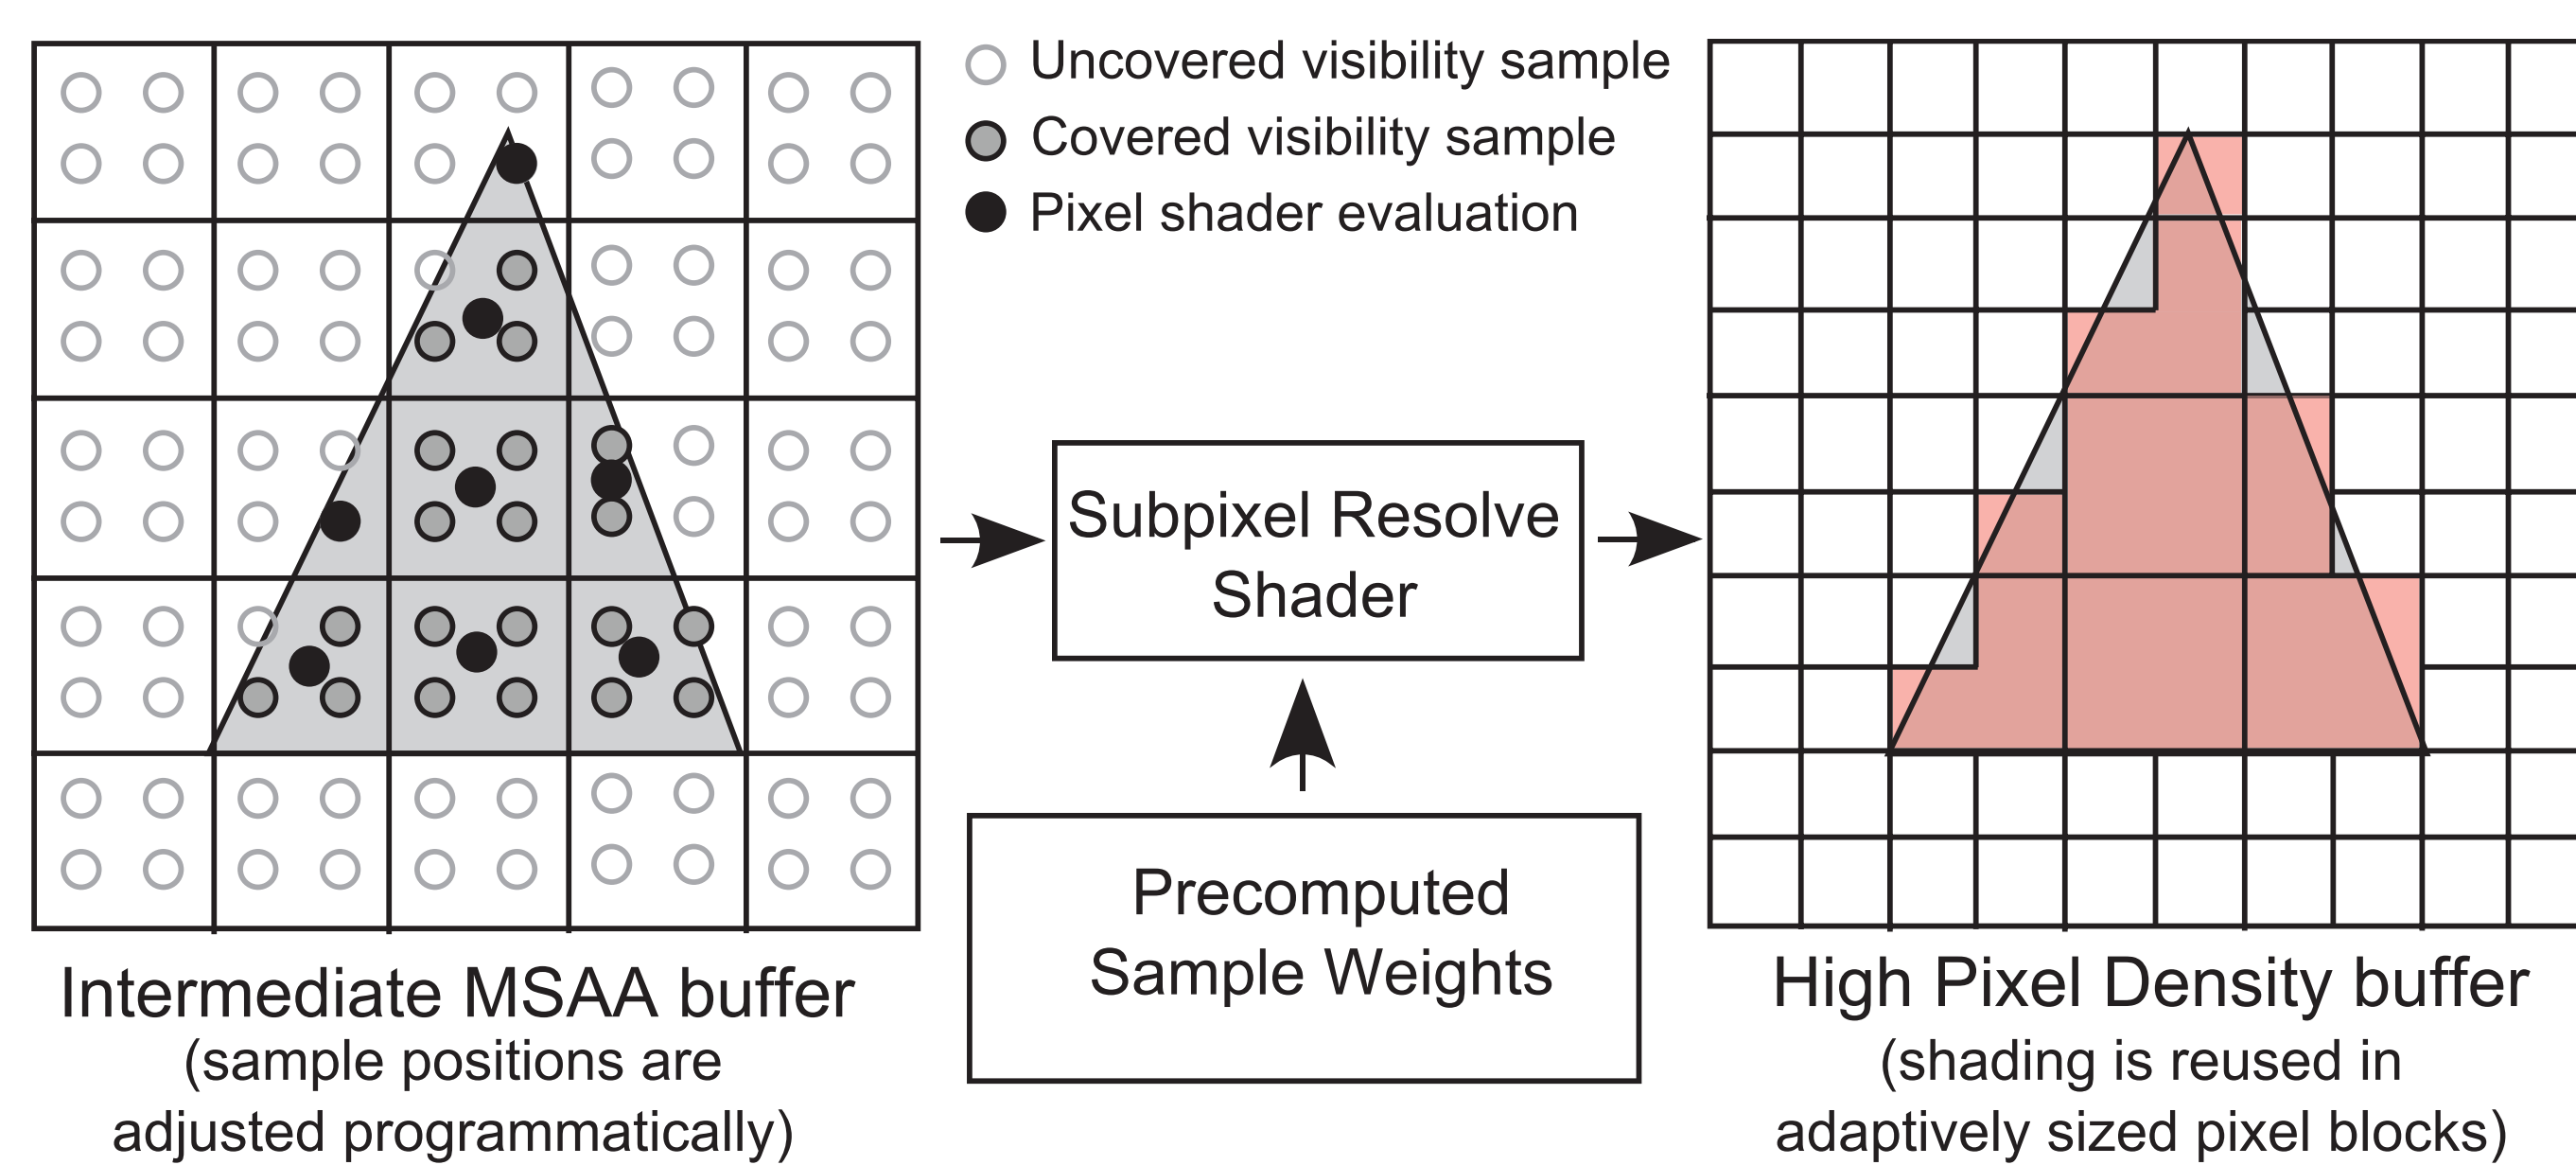 Uncovered visibility sample
Covered visibility sample
Pixel shader evaluation
Subpixel Resolve
Shader
Precomputed
Sample Weights
Intermediate MSAA buffer
(sample positions are
adjusted programmatically)
High Pixel Density buffer
(shading is reused in
adaptively sized pixel blocks)